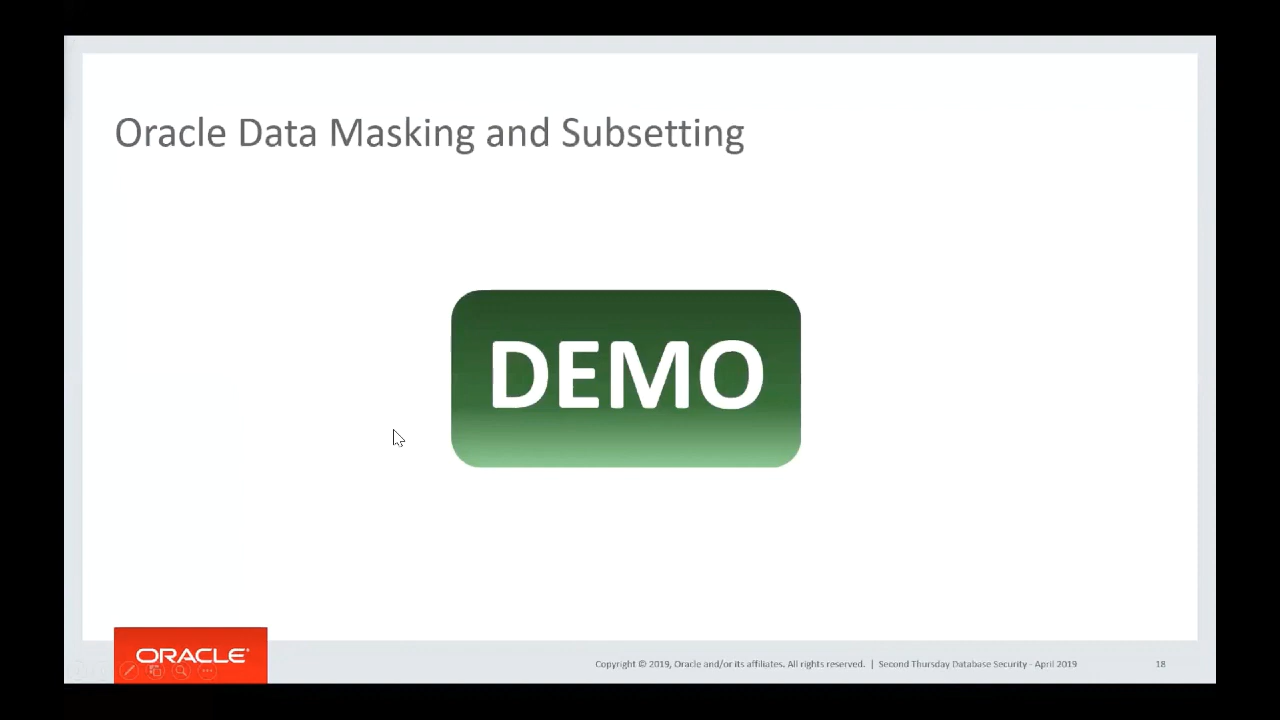 Oracle Data Masking and Subsetting
DEMO
ORACLE®
Copyright © 2019, Oracle and/or its affiliates. All rights reserved. | Second Thursday Database Security - April 2019 18